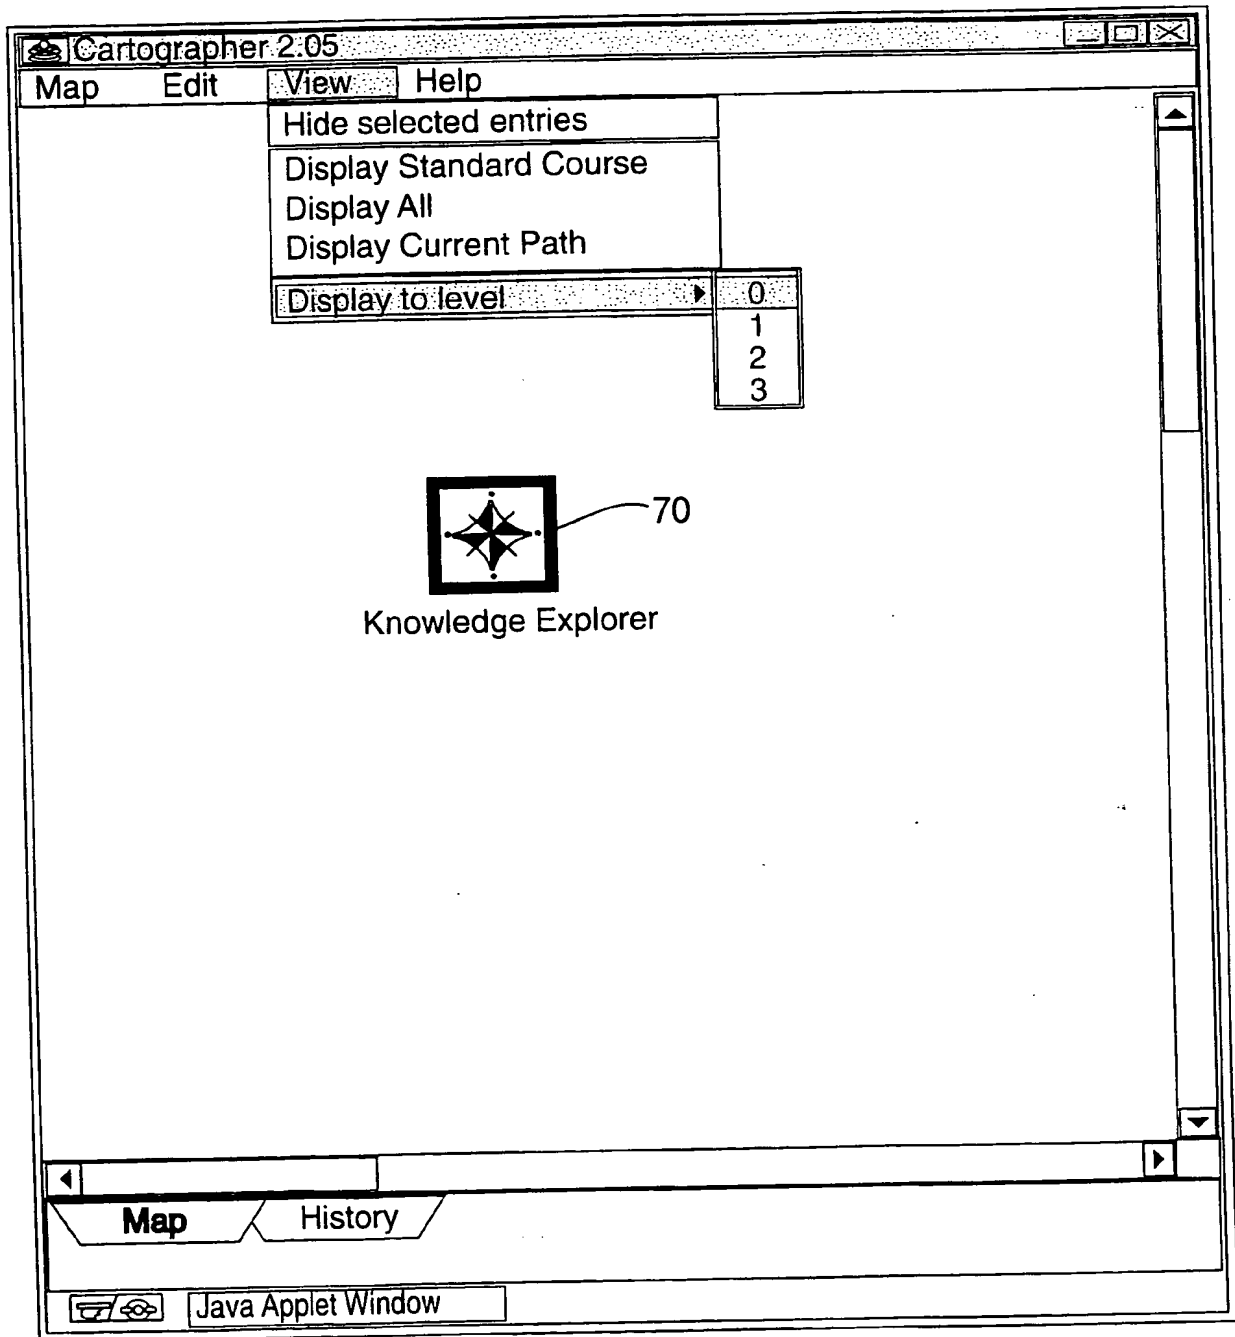 Cartographer 2.05
Map Edit View Help
Hide selected entries
Display Standard Course
Display All
Display Current Path
Display to level 0
1
2
3
70
Knowledge Explorer
Map History
Java Applet Window